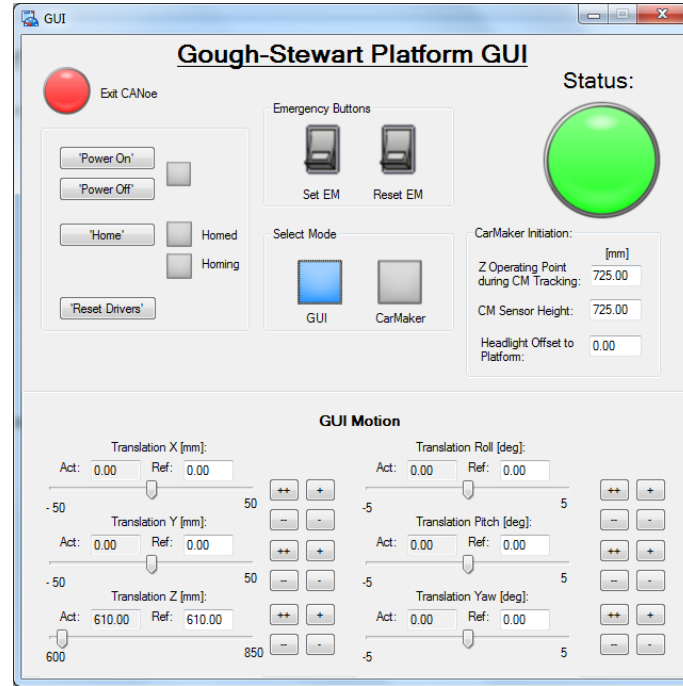 GUI
Gough-Stewart Platform GUI
Exit CANoe
Status:
Emergency Buttons
Set EM Reset EM
'Power On'
'Power Off'
'Home' Homed
Homing
'Reset Drivers'
Select Mode
GUI CarMaker
CarMaker Initiation:
[mm]
Z Operating Point
during CM Tracking: 725.00
CM Sensor Height: 725.00
Headlight Offset to
Platform: 0.00
GUI Motion
Translation X [mm]:
Act: 0.00 Ref: 0.00
- 50 50
++ +
-- -
Translation Y [mm]:
Act: 0.00 Ref: 0.00
- 50 50
++ +
-- -
Translation Z [mm]:
Act: 610.00 Ref: 610.00
600 850
++ +
-- -
Translation Roll [deg]:
Act: 0.00 Ref: 0.00
-5 5
++ +
-- -
Translation Pitch [deg]:
Act: 0.00 Ref: 0.00
-5 5
++ +
-- -
Translation Yaw [deg]:
Act: 0.00 Ref: 0.00
-5 5
++ +
-- -